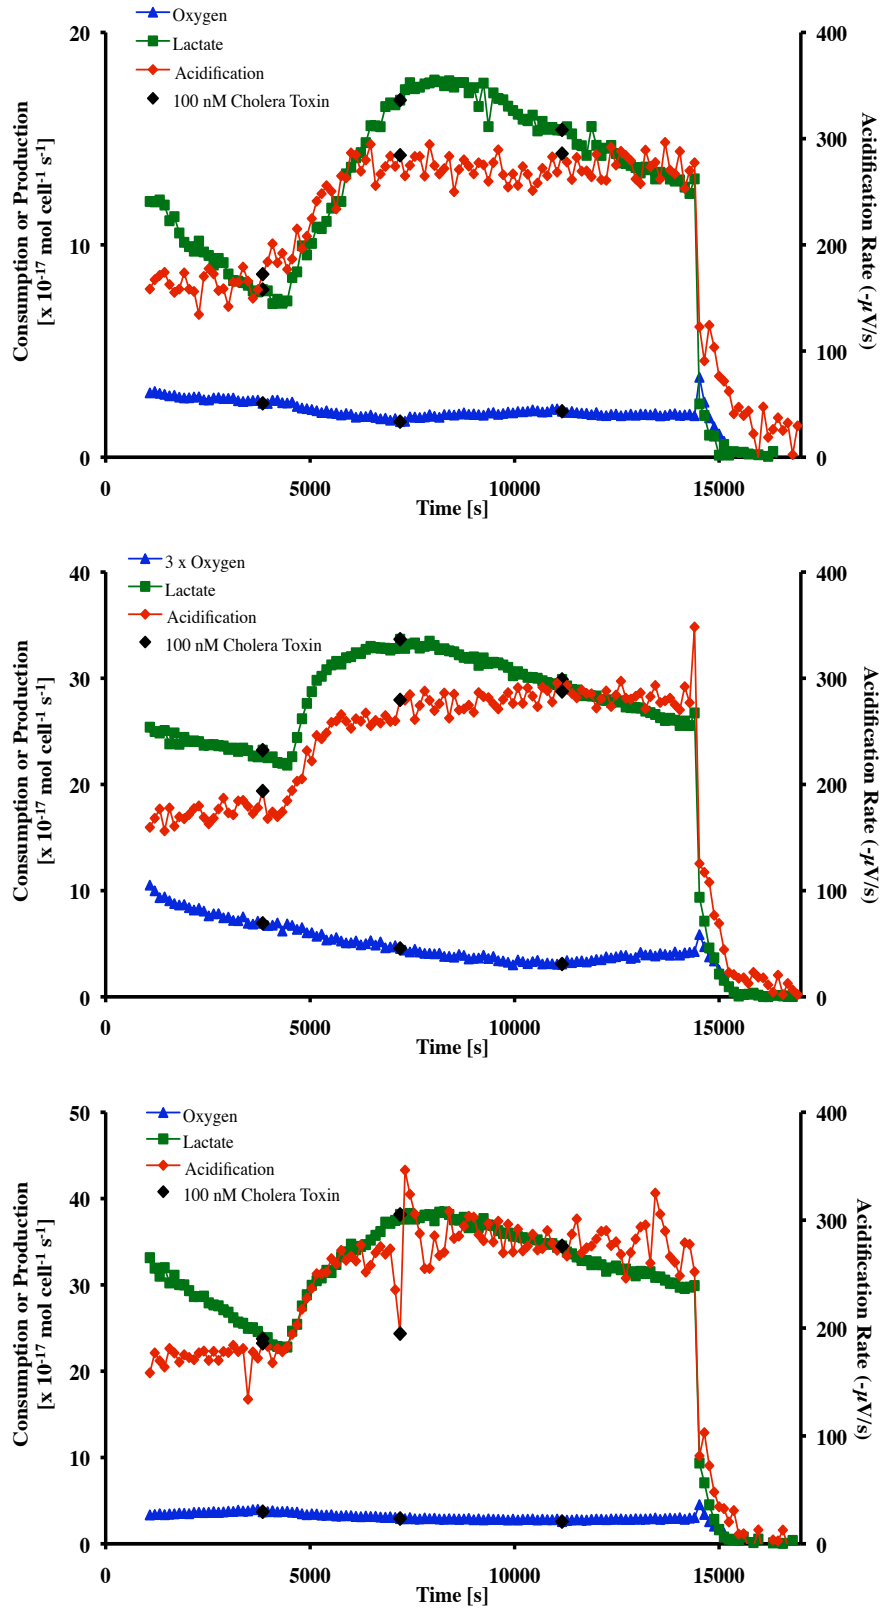 Oxygen
Lactate
Acidification
100 nM Cholera Toxin
20
10
0
400
300
200
100
0
0 5000 10000 15000
Time [s]
Consumption or Production
[x 10⁻¹⁷ mol cell⁻¹ s⁻¹]
Acidification Rate (-μV/s)
3 x Oxygen
Lactate
Acidification
100 nM Cholera Toxin
40
30
20
10
0
400
300
200
100
0
0 5000 10000 15000
Time [s]
Consumption or Production
[x 10⁻¹⁷ mol cell⁻¹ s⁻¹]
Acidification Rate (-μV/s)
Oxygen
Lactate
Acidification
100 nM Cholera Toxin
50
40
30
20
10
0
400
300
200
100
0
0 5000 10000 15000
Time [s]
Consumption or Production
[x 10⁻¹⁷ mol cell⁻¹ s⁻¹]
Acidification Rate (-μV/s)